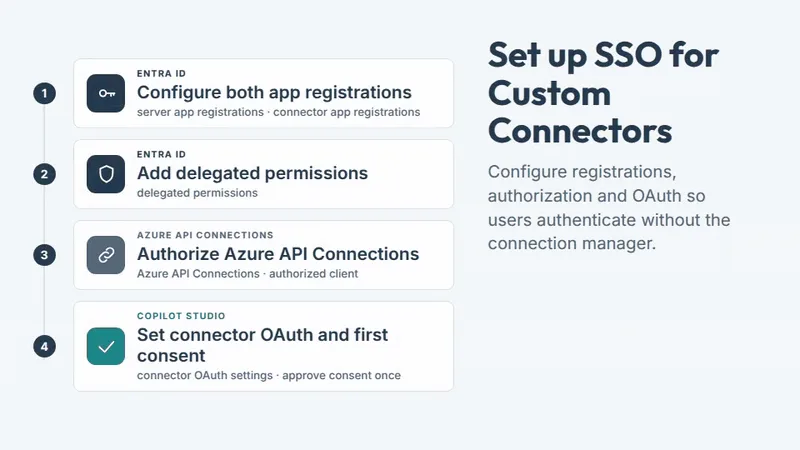 Set up SSO for
Custom
Connectors
Configure registrations,
authorization and OAuth so
users authenticate without the
connection manager.
1
ENTRA ID
Configure both app registrations
server app registrations · connector app registrations
2
ENTRA ID
Add delegated permissions
delegated permissions
3
AZURE API CONNECTIONS
Authorize Azure API Connections
Azure API Connections · authorized client
4
COPILOT STUDIO
Set connector OAuth and first
consent
connector OAuth settings · approve consent once